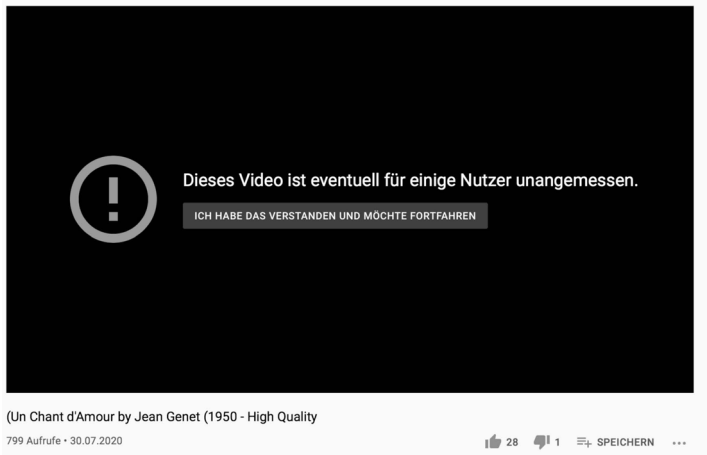 Dieses Video ist eventuell für einige Nutzer unangemessen.
ICH HABE DAS VERSTANDEN UND MÖCHTE FORTFAHREN
(Un Chant d'Amour by Jean Genet (1950 - High Quality
799 Aufrufe • 30.07.2020
28
1
SPEICHERN